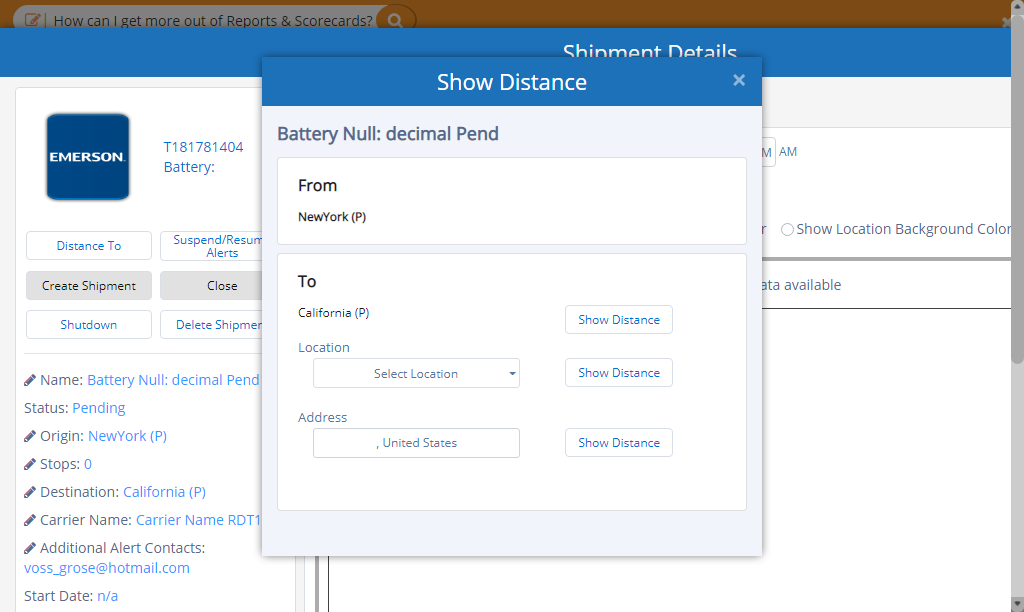 How can I get more out of Reports & Scorecards?
Shipment Details
Show Distance ×
Battery Null: decimal Pend
From
NewYork (P)
To
California (P)
Show Distance
Location
Select Location
Show Distance
Address
, United States
Show Distance
EMERSON.
T181781404
Battery:
Distance To
Suspend/Resum
Alerts
Create Shipment
Close
Shutdown
Delete Shipmen
Name: Battery Null: decimal Pend
Status: Pending
Origin: NewYork (P)
Stops: 0
Destination: California (P)
Carrier Name: Carrier Name RDT1
Additional Alert Contacts:
voss_grose@hotmail.com
Start Date: n/a
M AM
r Show Location Background Color
ata available